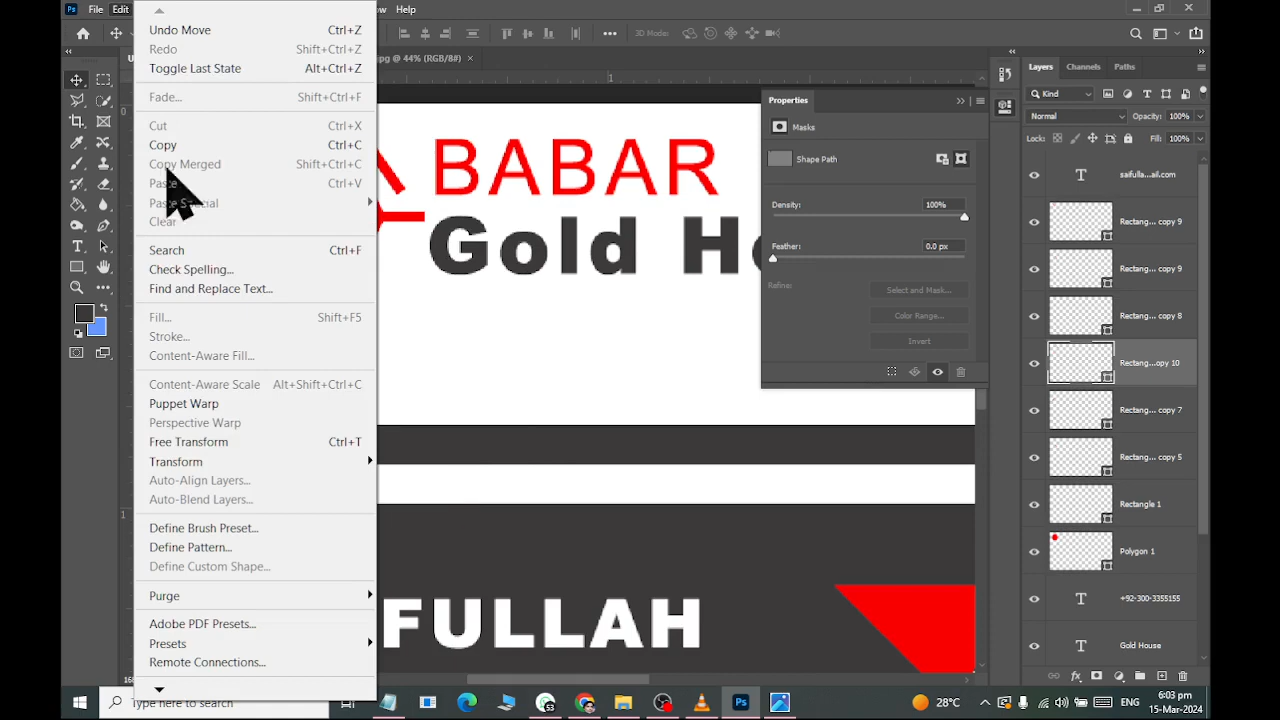 File Edit Help
Undo Move Ctrl+Z
Redo Shift+Ctrl+Z
Toggle Last State Alt+Ctrl+Z
Fade... Shift+Ctrl+F
Cut Ctrl+X
Copy Ctrl+C
Copy Merged Shift+Ctrl+C
Paste Ctrl+V
Paste Special
Clear
Search Ctrl+F
Check Spelling...
Find and Replace Text...
Fill... Shift+F5
Stroke...
Content-Aware Fill...
Content-Aware Scale Alt+Shift+Ctrl+C
Puppet Warp
Perspective Warp
Free Transform Ctrl+T
Transform
Auto-Align Layers...
Auto-Blend Layers...
Define Brush Preset...
Define Pattern...
Define Custom Shape...
Purge
Adobe PDF Presets...
Presets
Remote Connections...
3D Mode:
.jpg @ 44% (RGB/8#) ×
1
BABAR
Gold Ho
FULLAH
Properties
Masks
Shape Path
Density: 100%
Feather: 0.0 px
Refine:
Select and Mask...
Color Range...
Invert
Layers Channels Paths
Kind
Normal Opacity: 100%
Lock: Fill: 100%
saifulla...ail.com
Rectang... copy 9
Rectang... copy 9
Rectang... copy 8
Rectang...opy 10
Rectang... copy 7
Rectang... copy 5
Rectangle 1
Polygon 1
+92-300-3355155
Gold House
Type here to search
28°C
ENG
6:03 pm
15-Mar-2024